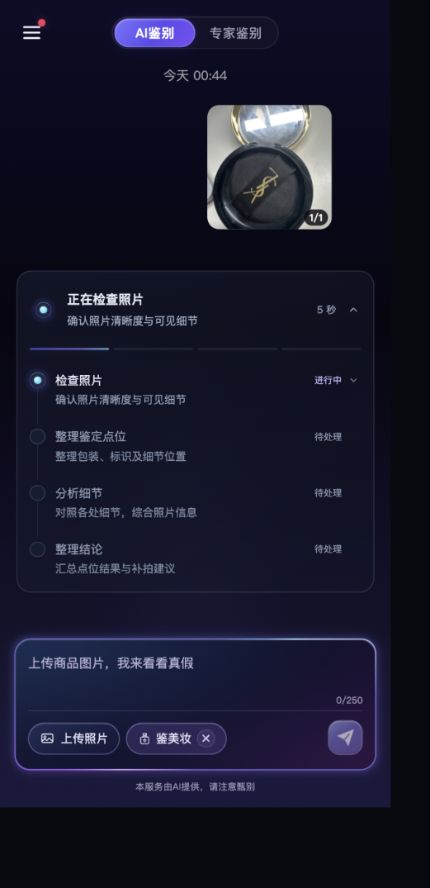 AI鉴别
专家鉴别
今天 00:44
YSL
1/1
正在检查照片
5 秒
确认照片清晰度与可见细节
检查照片
进行中
确认照片清晰度与可见细节
整理鉴定点位
待处理
整理包装、标识及细节位置
分析细节
待处理
对照各处细节，综合照片信息
整理结论
待处理
汇总点位结果与补拍建议
上传商品图片，我来看看真假
0/250
上传照片
鉴美妆
本服务由AI提供，请注意甄别